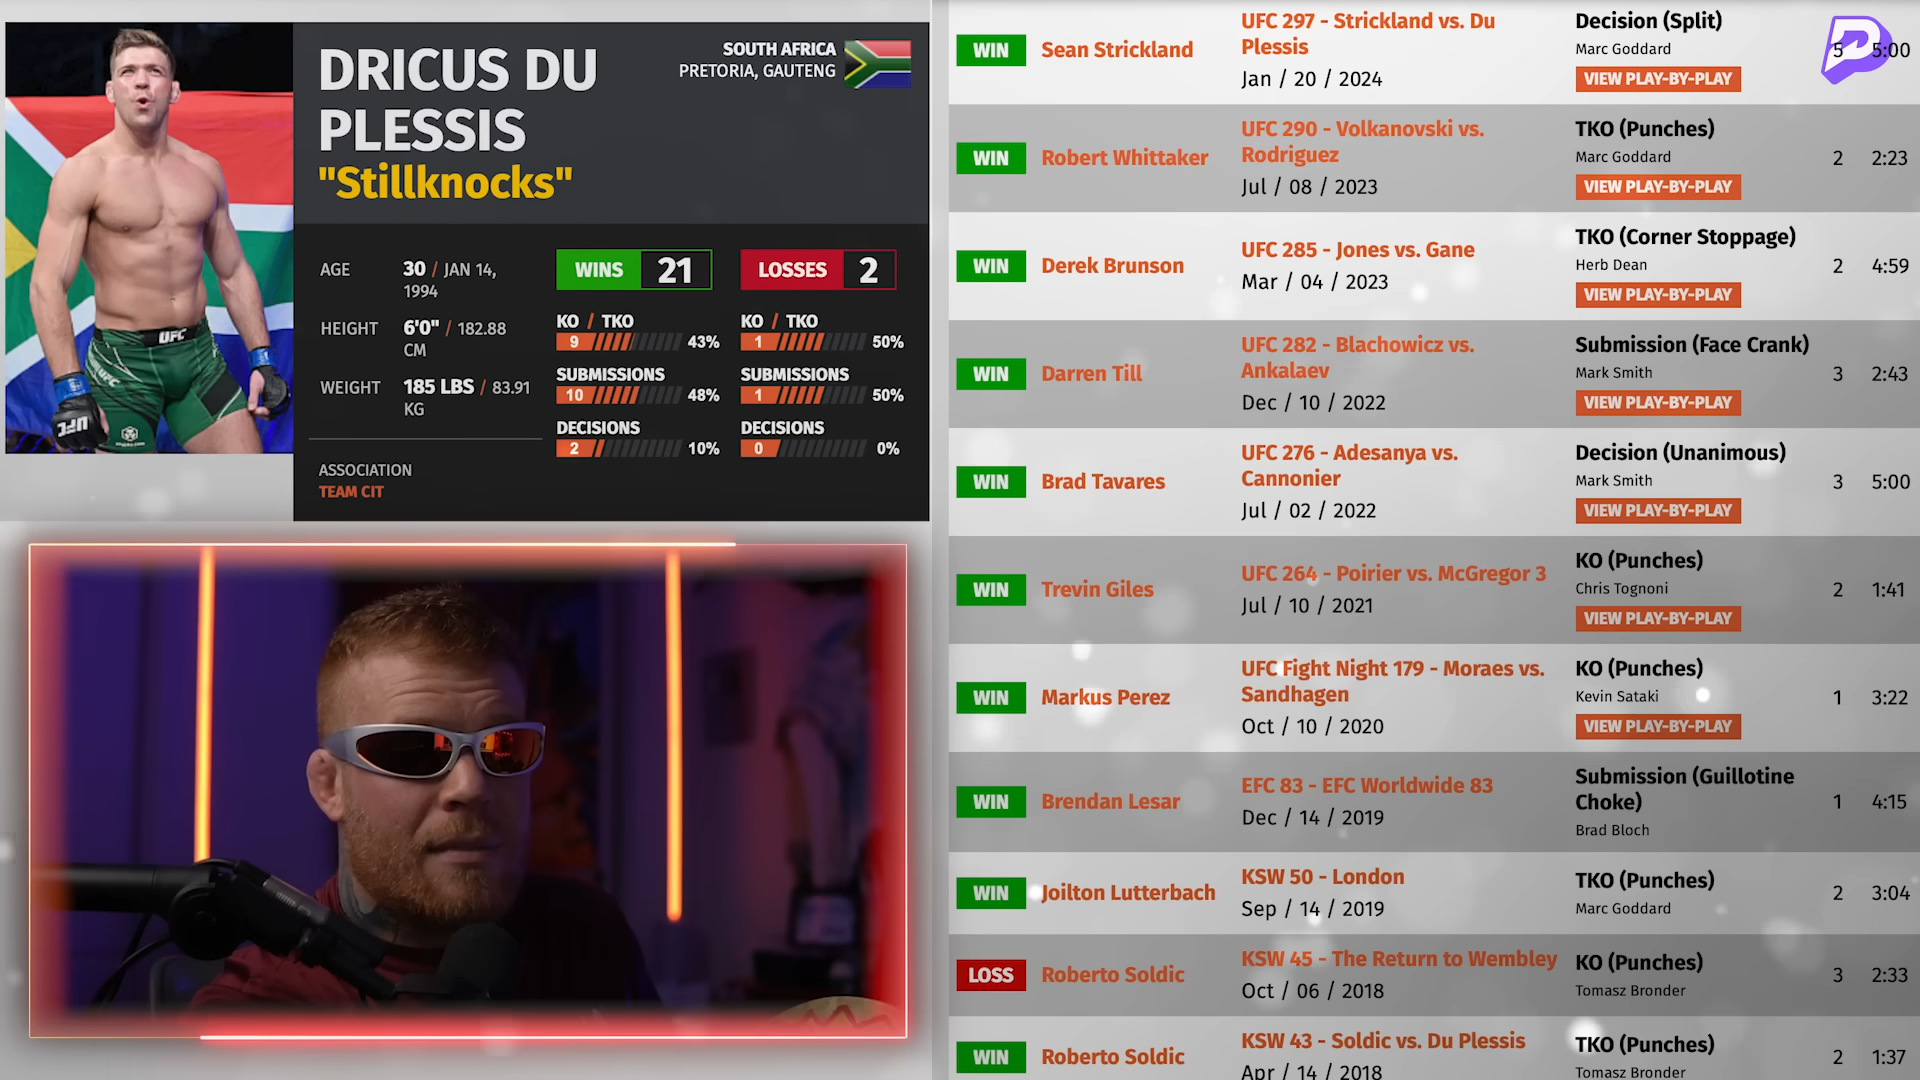 DRICUS DU
PLESSIS
"Stillknocks"
SOUTH AFRICA
PRETORIA, GAUTENG
AGE
30 / JAN 14,
1994
HEIGHT
6'0" / 182.88
CM
WEIGHT
185 LBS / 83.91
KG
ASSOCIATION
TEAM CIT
WINS 21
KO / TKO
9 43%
SUBMISSIONS
10 48%
DECISIONS
2 10%
LOSSES 2
KO / TKO
1 50%
SUBMISSIONS
1 50%
DECISIONS
0 0%
UFC
UFC
WIN
Sean Strickland
UFC 297 - Strickland vs. Du
Plessis
Jan / 20 / 2024
Decision (Split)
Marc Goddard
VIEW PLAY-BY-PLAY
5 5:00
WIN
Robert Whittaker
UFC 290 - Volkanovski vs.
Rodriguez
Jul / 08 / 2023
TKO (Punches)
Marc Goddard
VIEW PLAY-BY-PLAY
2 2:23
WIN
Derek Brunson
UFC 285 - Jones vs. Gane
Mar / 04 / 2023
TKO (Corner Stoppage)
Herb Dean
VIEW PLAY-BY-PLAY
2 4:59
WIN
Darren Till
UFC 282 - Blachowicz vs.
Ankalaev
Dec / 10 / 2022
Submission (Face Crank)
Mark Smith
VIEW PLAY-BY-PLAY
3 2:43
WIN
Brad Tavares
UFC 276 - Adesanya vs.
Cannonier
Jul / 02 / 2022
Decision (Unanimous)
Mark Smith
VIEW PLAY-BY-PLAY
3 5:00
WIN
Trevin Giles
UFC 264 - Poirier vs. McGregor 3
Jul / 10 / 2021
KO (Punches)
Chris Tognoni
VIEW PLAY-BY-PLAY
2 1:41
WIN
Markus Perez
UFC Fight Night 179 - Moraes vs.
Sandhagen
Oct / 10 / 2020
KO (Punches)
Kevin Sataki
VIEW PLAY-BY-PLAY
1 3:22
WIN
Brendan Lesar
EFC 83 - EFC Worldwide 83
Dec / 14 / 2019
Submission (Guillotine
Choke)
Brad Bloch
1 4:15
WIN
Joilton Lutterbach
KSW 50 - London
Sep / 14 / 2019
TKO (Punches)
Marc Goddard
2 3:04
LOSS
Roberto Soldic
KSW 45 - The Return to Wembley
Oct / 06 / 2018
KO (Punches)
Tomasz Bronder
3 2:33
WIN
Roberto Soldic
KSW 43 - Soldic vs. Du Plessis
Apr / 14 / 2018
TKO (Punches)
Tomasz Bronder
2 1:37